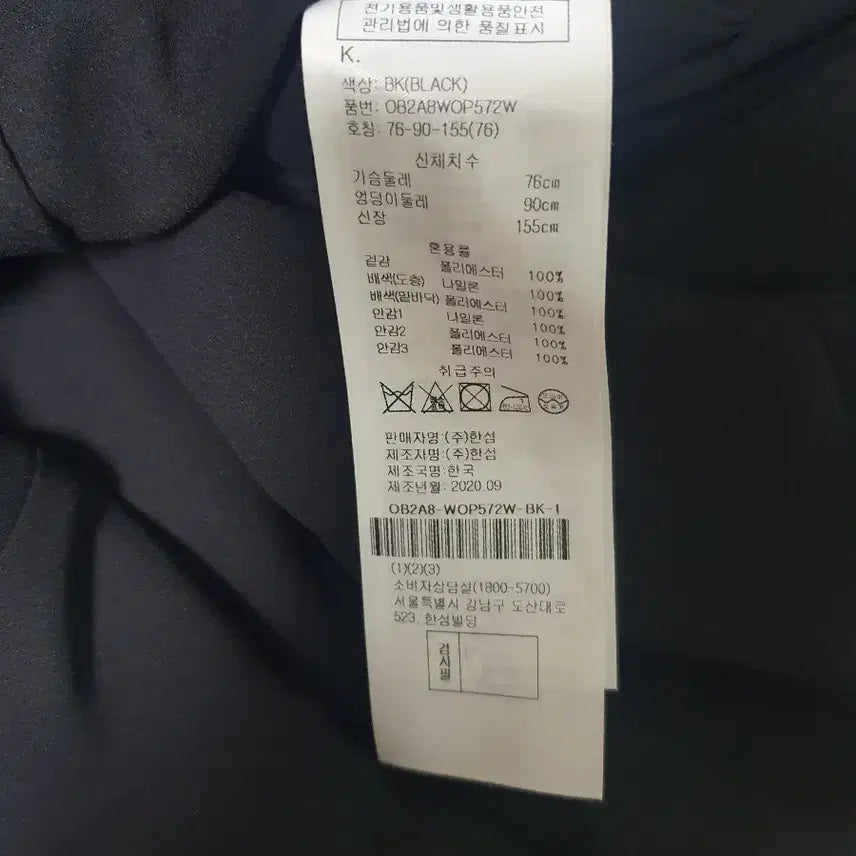 전기용품및생활용품안전
관리법에 의한 품질표시
K.
색상: BK(BLACK)
품번: OB2A8WOP572W
호칭: 76-90-155(76)
신체치수
가슴둘레 76cm
엉덩이둘레 90cm
신장 155cm
혼용률
겉감 폴리에스터 100%
배색(도층) 나일론 100%
배색(밑바닥) 폴리에스터 100%
안감1 나일론 100%
안감2 폴리에스터 100%
안감3 폴리에스터 100%
취급주의
판매자명:(주)한섬
제조자명:(주)한섬
제조국명:한국
제조년월: 2020.09
OB2A8-WOP572W-BK-1
(1)(2)(3)
소비자상담실(1800-5700)
서울특별시 강남구 도산대로
523, 한섬빌딩
검사필